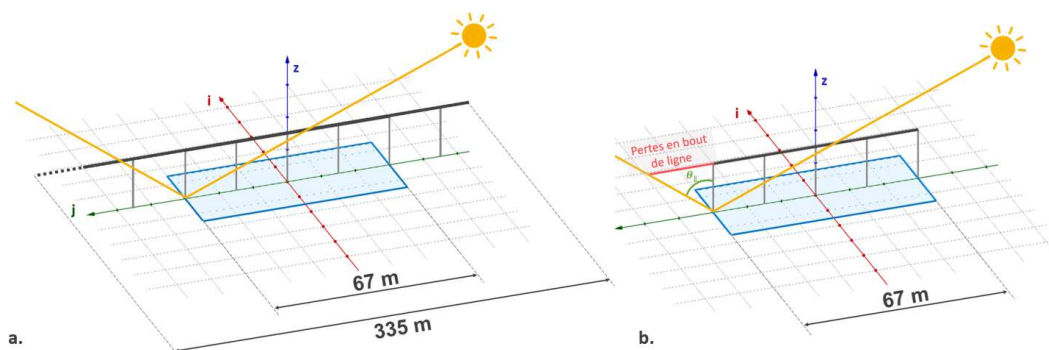 z
i
j
67 m
335 m
a.
z
i
Pertes en bout
de ligne
θ∥
67 m
b.